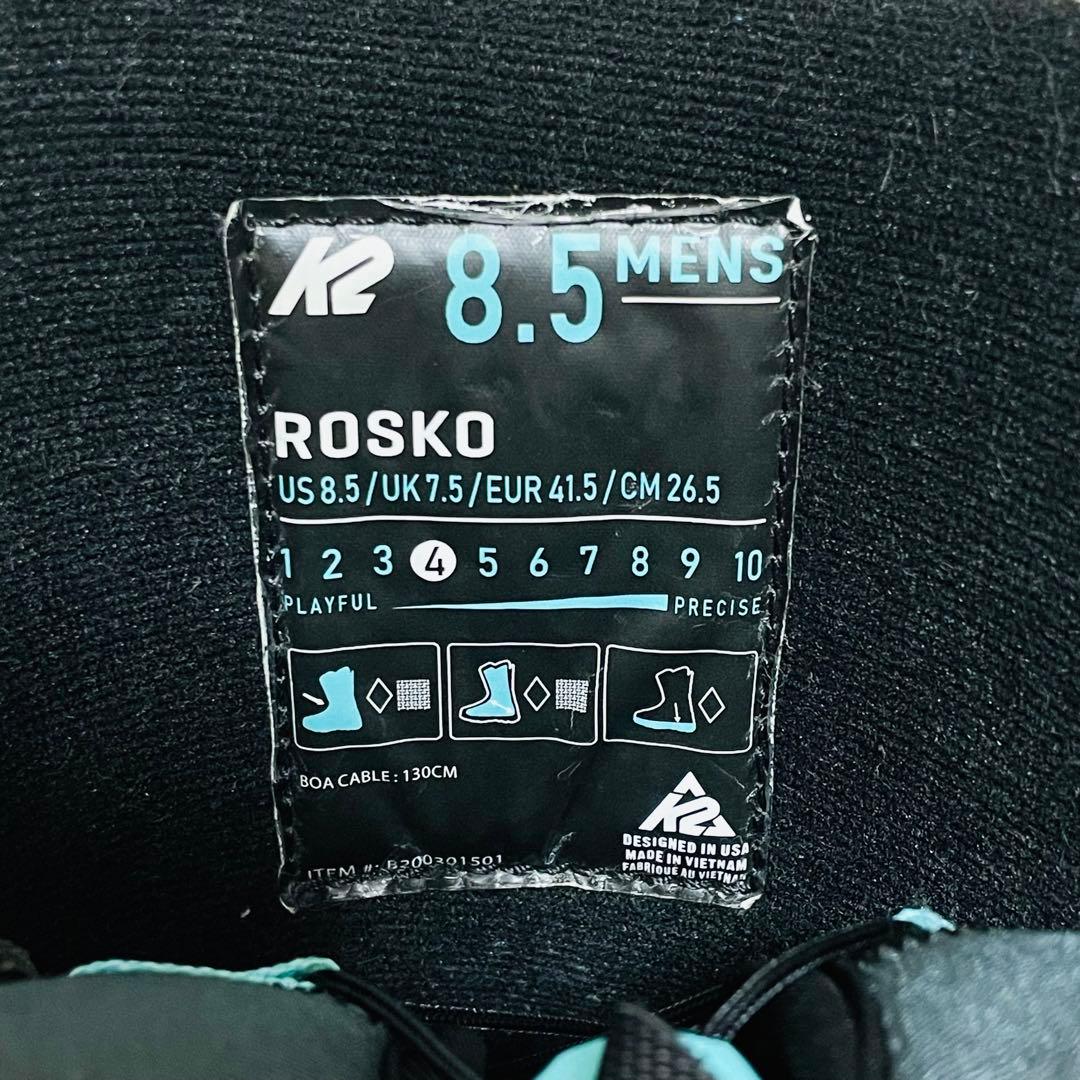 K2 8.5 MENS
ROSKO
US 8.5 / UK 7.5 / EUR 41.5 / CM 26.5
1 2 3 4 5 6 7 8 9 10
PLAYFUL PRECISE
BOA CABLE : 130CM
K2
DESIGNED IN USA
MADE IN VIETNAM
FABRIQUE AU VIETNAM
ITEM #: B200301501